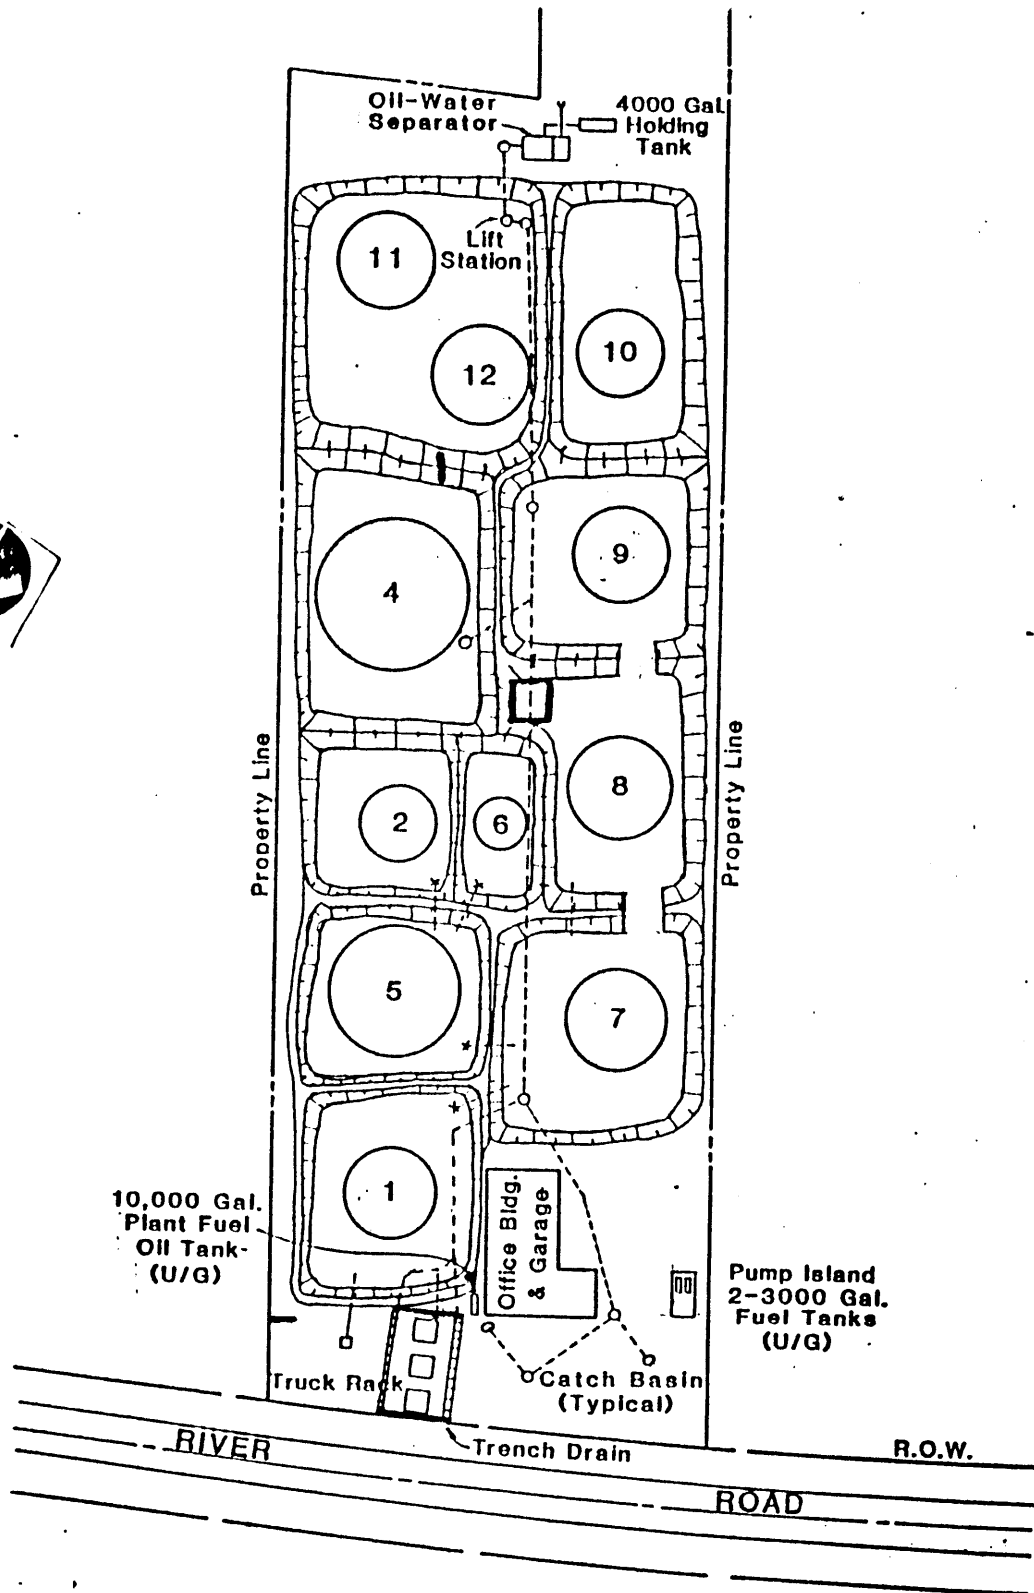 Oil-Water
Separator
4000 Gal.
Holding
Tank
11
Lift
Station
12
10
4
9
Property Line
2
6
8
Property Line
5
7
10,000 Gal.
Plant Fuel
Oil Tank-
(U/G)
1
Office Bldg.
& Garage
Pump Island
2-3000 Gal.
Fuel Tanks
(U/G)
Truck Rack
Catch Basin
(Typical)
Trench Drain
RIVER
R.O.W.
ROAD